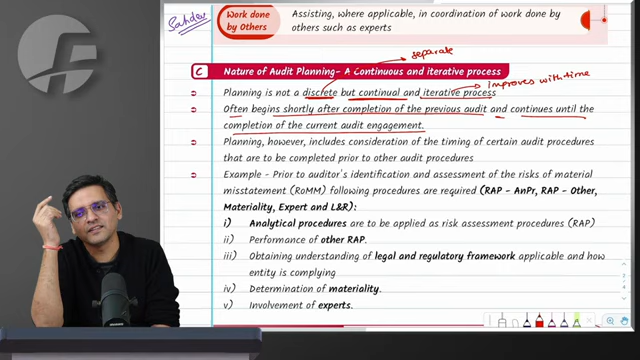 Sahdev
Work done
by Others
Assisting, where applicable, in coordination of work done by
others such as experts
separate
C Nature of Audit Planning- A Continuous and iterative process
improves with time
Planning is not a discrete but continual and iterative process
Often begins shortly after completion of the previous audit and continues until the
completion of the current audit engagement.
Planning, however, includes consideration of the timing of certain audit procedures
that are to be completed prior to other audit procedures
Example - Prior to auditor's identification and assessment of the risks of material
misstatement (RoMM) following procedures are required (RAP - AnPr, RAP - Other,
Materiality, Expert and L&R):
i) Analytical procedures are to be applied as risk assessment procedures (RAP)
ii) Performance of other RAP.
iii) Obtaining understanding of legal and regulatory framework applicable and how
entity is complying
iv) Determination of materiality.
v) Involvement of experts.